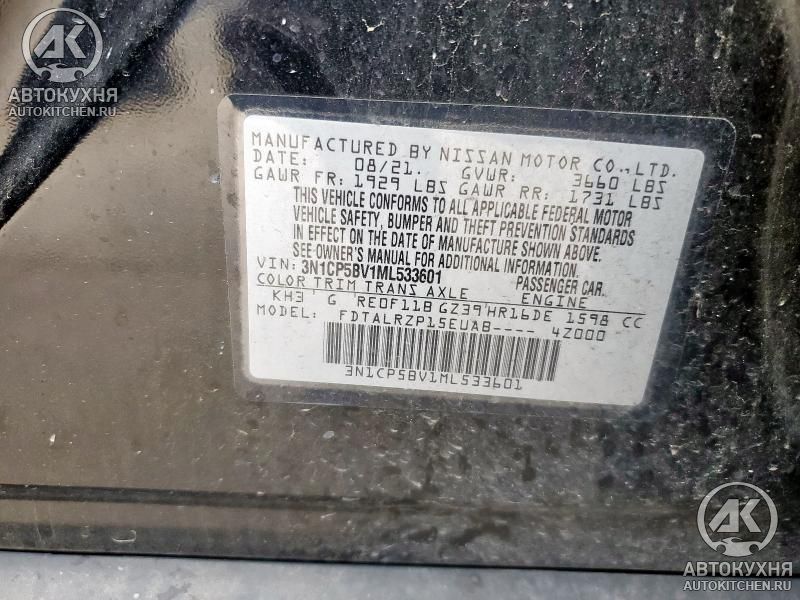 AK
АВТОКУХНЯ
AUTOKITCHEN.RU
MANUFACTURED BY NISSAN MOTOR CO.,LTD.
DATE: 08/21. GVWR: 3660 LBS
GAWR FR: 1929 LBS GAWR RR: 1731 LBS
THIS VEHICLE CONFORMS TO ALL APPLICABLE FEDERAL MOTOR
VEHICLE SAFETY, BUMPER AND THEFT PREVENTION STANDARDS
IN EFFECT ON THE DATE OF MANUFACTURE SHOWN ABOVE.
SEE OWNER'S MANUAL FOR ADDITIONAL INFORMATION.
VIN: 3N1CP5BV1ML533601 PASSENGER CAR
COLOR TRIM TRANS AXLE ENGINE
KH3 G RE0F11B GZ39 HR16DE 1598 CC
MODEL: FDTALRZP15EUAB---- 4Z000
3N1CP5BV1ML533601
AK
АВТОКУХНЯ
AUTOKITCHEN.RU